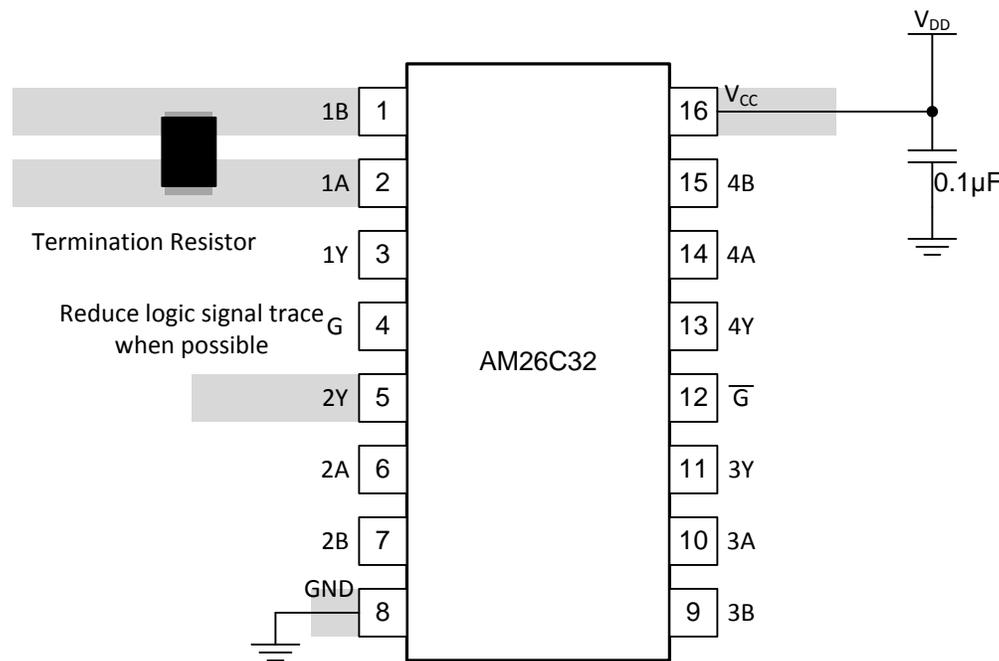 V_DD
1B 1 16 V_CC
1A 2 15 4B
0.1µF
Termination Resistor
1Y 3 14 4A
Reduce logic signal trace
when possible
G 4 13 4Y
AM26C32
2Y 5 12 G̅
2A 6 11 3Y
2B 7 10 3A
GND 8 9 3B